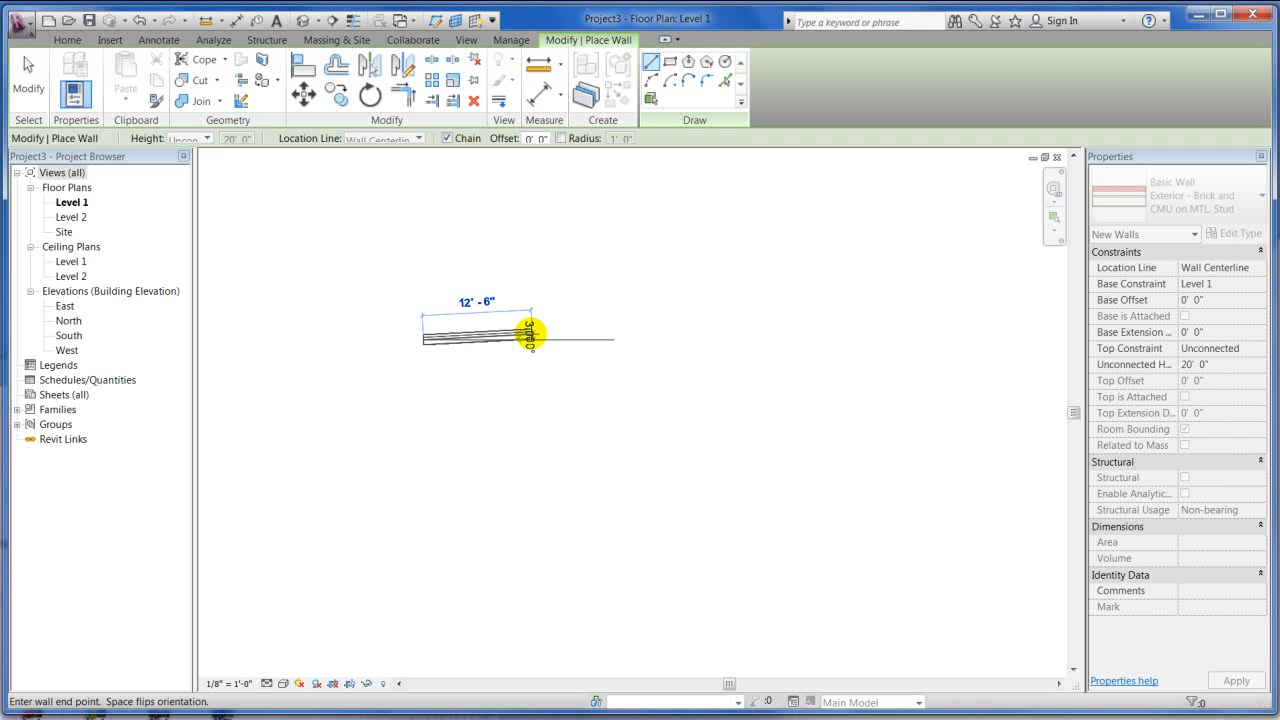 Project3 - Floor Plan: Level 1
Type a keyword or phrase
Sign In
Home Insert Annotate Analyze Structure Massing & Site Collaborate View Manage Modify | Place Wall
Modify
Paste
Cope
Cut
Join
Select Properties Clipboard Geometry Modify View Measure Create Draw
Modify | Place Wall Height: Uncon 20' 0" Location Line: Wall Centerlin Chain Offset: 0' 0" Radius: 1' 0"
Project3 - Project Browser
Views (all)
Floor Plans
Level 1
Level 2
Site
Ceiling Plans
Level 1
Level 2
Elevations (Building Elevation)
East
North
South
West
Legends
Schedules/Quantities
Sheets (all)
Families
Groups
Revit Links
12' - 6"
1/8" = 1'-0"
Properties
Basic Wall
Exterior - Brick and
CMU on MTL. Stud
New Walls Edit Type
Constraints
Location Line Wall Centerline
Base Constraint Level 1
Base Offset 0' 0"
Base is Attached
Base Extension ... 0' 0"
Top Constraint Unconnected
Unconnected H... 20' 0"
Top Offset 0' 0"
Top is Attached
Top Extension D... 0' 0"
Room Bounding
Related to Mass
Structural
Structural
Enable Analytic...
Structural Usage Non-bearing
Dimensions
Area
Volume
Identity Data
Comments
Mark
Properties help Apply
Enter wall end point. Space flips orientation.
:0 Main Model :0